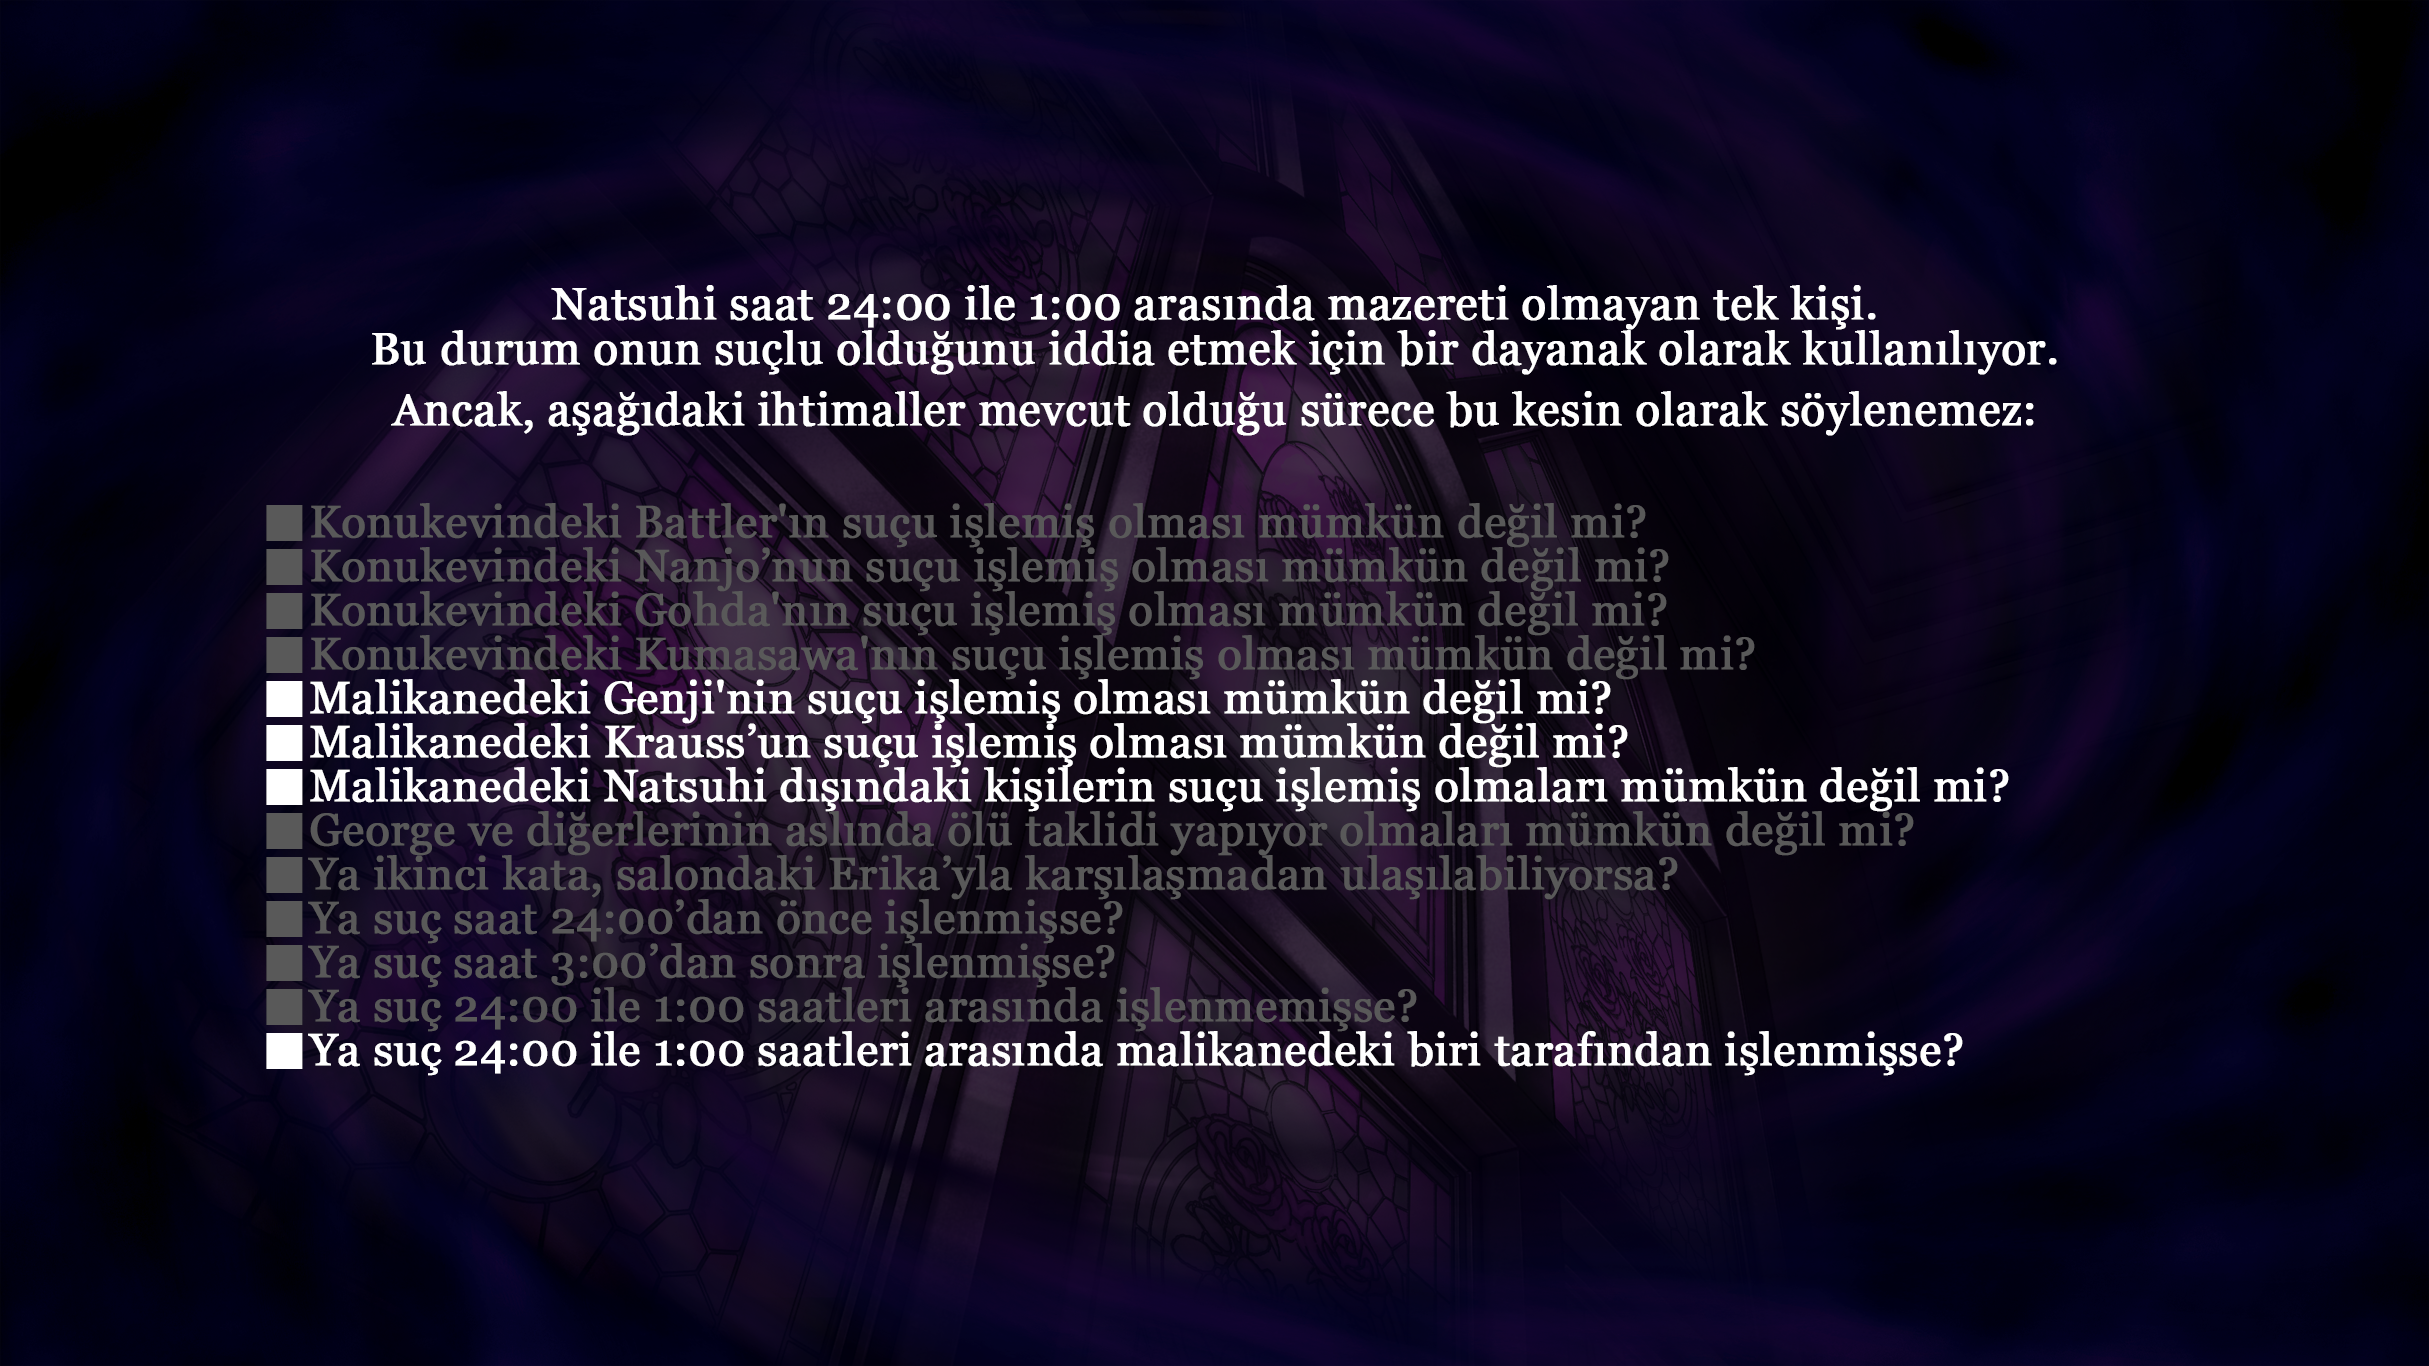 Natsuhi saat 24:00 ile 1:00 arasında mazereti olmayan tek kişi.
Bu durum onun suçlu olduğunu iddia etmek için bir dayanak olarak kullanılıyor.
Ancak, aşağıdaki ihtimaller mevcut olduğu sürece bu kesin olarak söylenemez:
■Konukevindeki Battler'ın suçu işlemiş olması mümkün değil mi?
■Konukevindeki Nanjo’nun suçu işlemiş olması mümkün değil mi?
■Konukevindeki Gohda'nın suçu işlemiş olması mümkün değil mi?
■Konukevindeki Kumasawa'nın suçu işlemiş olması mümkün değil mi?
■Malikanedeki Genji'nin suçu işlemiş olması mümkün değil mi?
■Malikanedeki Krauss’un suçu işlemiş olması mümkün değil mi?
■Malikanedeki Natsuhi dışındaki kişilerin suçu işlemiş olmaları mümkün değil mi?
■George ve diğerlerinin aslında ölü taklidi yapıyor olmaları mümkün değil mi?
■Ya ikinci kata, salondaki Erika’yla karşılaşmadan ulaşılabiliyorsa?
■Ya suç saat 24:00’dan önce işlenmişse?
■Ya suç saat 3:00’dan sonra işlenmişse?
■Ya suç 24:00 ile 1:00 saatleri arasında işlenmemişse?
■Ya suç 24:00 ile 1:00 saatleri arasında malikanedeki biri tarafından işlenmişse?